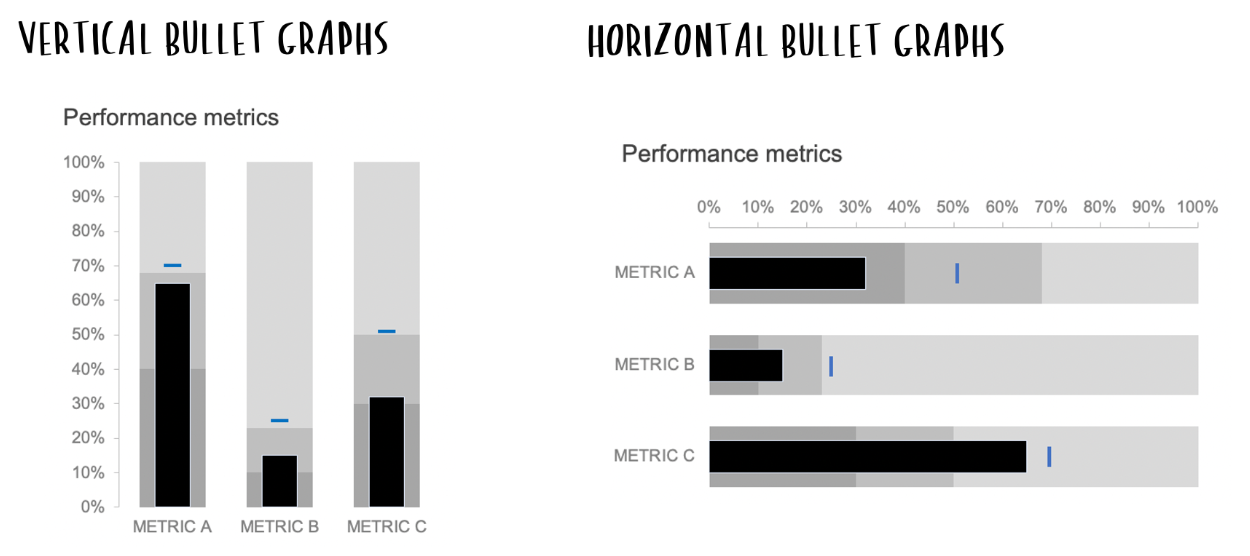 VERTICAL BULLET GRAPHS
Performance metrics
100%
90%
80%
70%
60%
50%
40%
30%
20%
10%
0%
METRIC A METRIC B METRIC C
HORIZONTAL BULLET GRAPHS
Performance metrics
0% 10% 20% 30% 40% 50% 60% 70% 80% 90% 100%
METRIC A
METRIC B
METRIC C